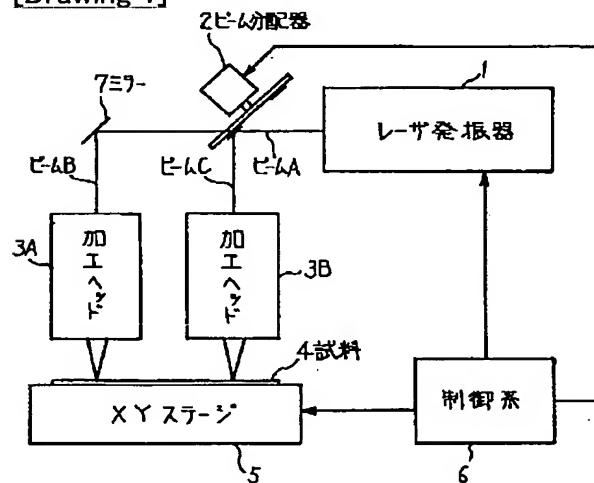 [Drawing 1]
2ビーム分配器
7ミラー
1
レーザ発振器
ビームB
ビームC
ビームA
3A
加工ヘッド
加工ヘッド
3B
4試料
XYステージ
制御系
5
6